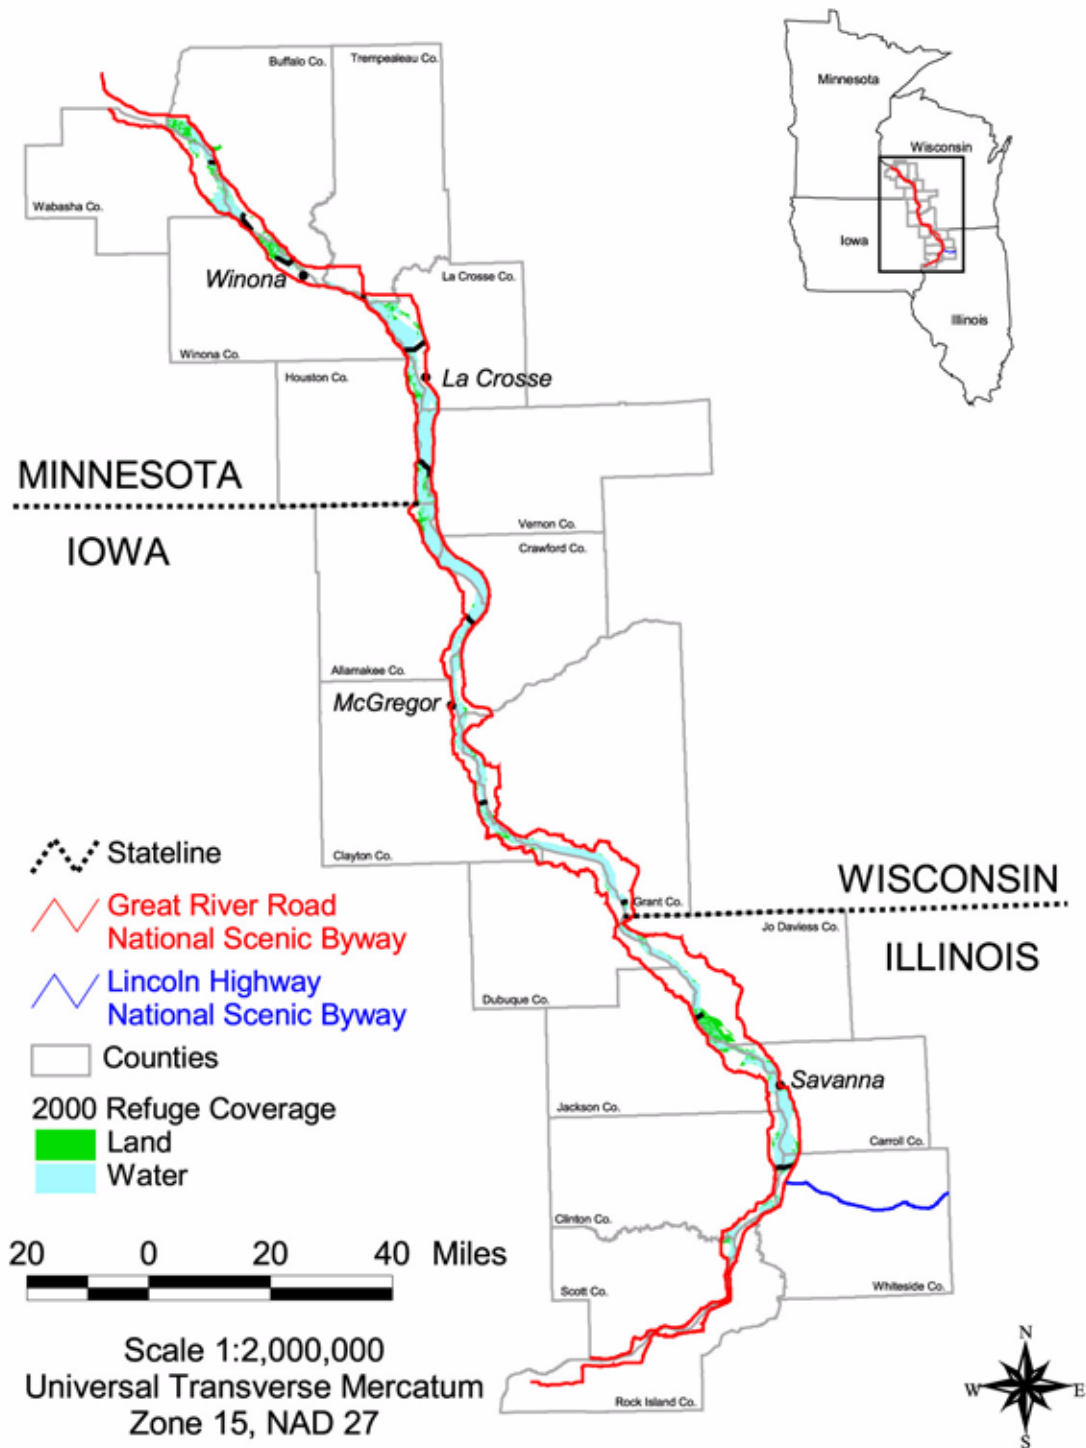 Buffalo Co.
Trempealeau Co.
Minnesota
Wisconsin
Wabasha Co.
Iowa
Winona
La Crosse Co.
Illinois
Winona Co.
Houston Co.
La Crosse
MINNESOTA
IOWA
Vernon Co.
Crawford Co.
Allamakee Co.
McGregor
Clayton Co.
WISCONSIN
Grant Co.
Jo Daviess Co.
ILLINOIS
Dubuque Co.
Savanna
Jackson Co.
Carroll Co.
Clinton Co.
Whiteside Co.
Scott Co.
Rock Island Co.
Stateline
Great River Road
National Scenic Byway
Lincoln Highway
National Scenic Byway
Counties
2000 Refuge Coverage
Land
Water
20 0 20 40 Miles
Scale 1:2,000,000
Universal Transverse Mercatum
Zone 15, NAD 27
N
W E
S